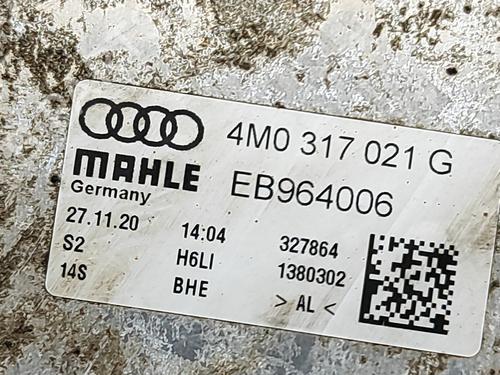 4M0 317 021 G
MAHLE EB964006
Germany
27.11.20 14:04 327864
S2 H6LI 1380302
14S BHE > AL <